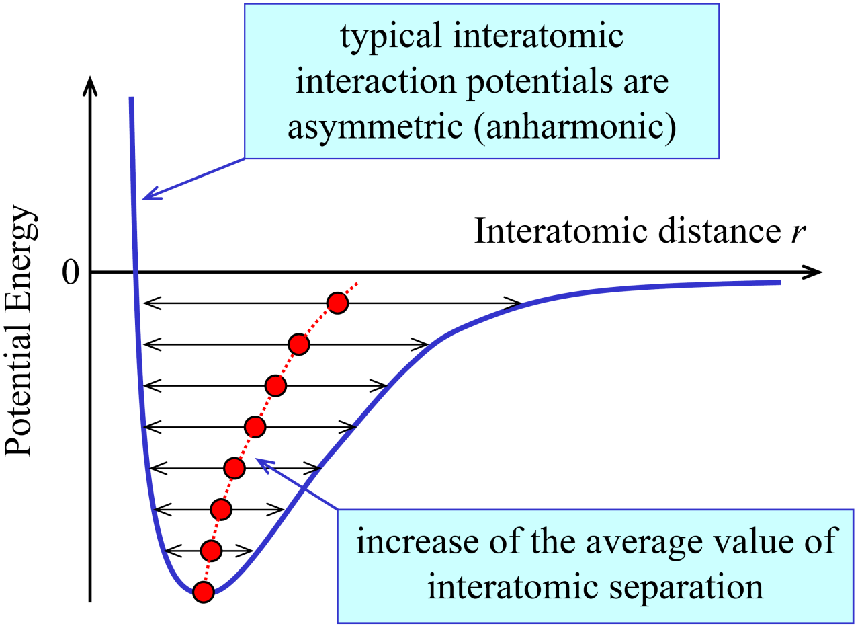 typical interatomic
interaction potentials are
asymmetric (anharmonic)
Interatomic distance r
Potential Energy
0
increase of the average value of
interatomic separation